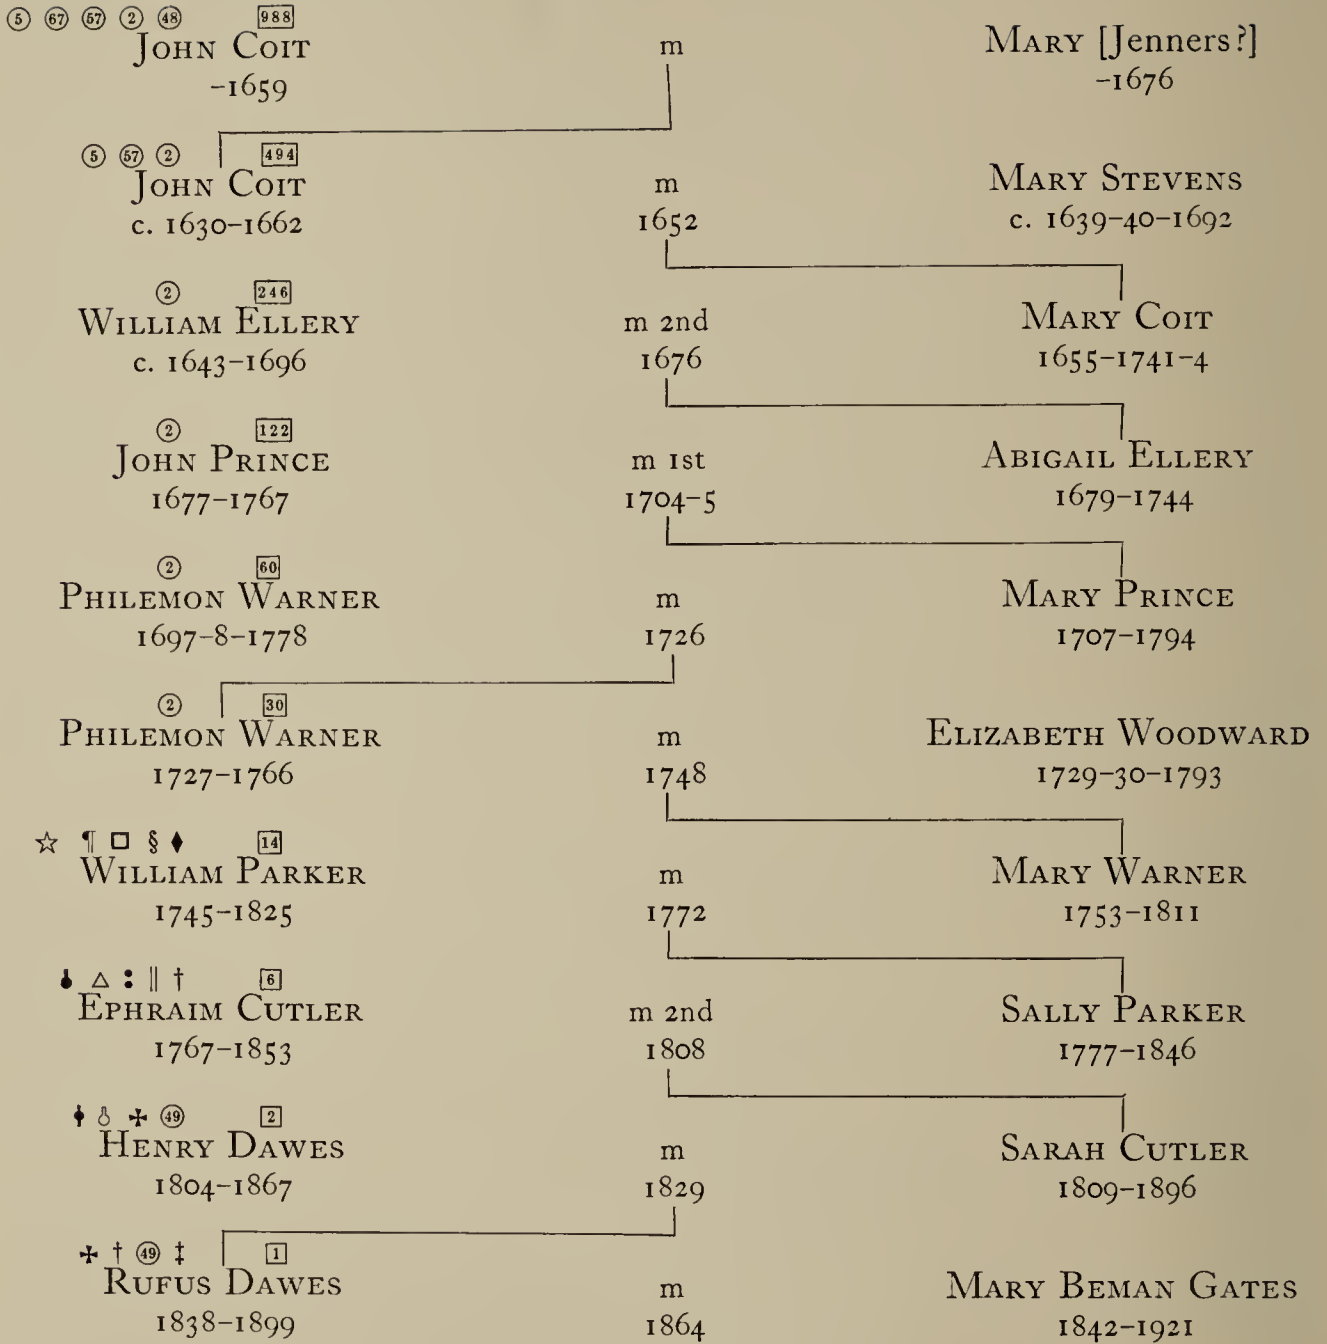 ⑤ 67 57 ② 48 988
JOHN COIT m MARY [Jenners?]
-1659 -1676
⑤ 57 ② 494
JOHN COIT m MARY STEVENS
c. 1630-1662 1652 c. 1639-40-1692
② 246
WILLIAM ELLERY m 2nd MARY COIT
c. 1643-1696 1676 1655-1741-4
② 122
JOHN PRINCE m 1st ABIGAIL ELLERY
1677-1767 1704-5 1679-1744
② 60
PHILEMON WARNER m MARY PRINCE
1697-8-1778 1726 1707-1794
② 30
PHILEMON WARNER m ELIZABETH WOODWARD
1727-1766 1748 1729-30-1793
☆ ¶ □ § ♦ 14
WILLIAM PARKER m MARY WARNER
1745-1825 1772 1753-1811
△ : || † 6
EPHRAIM CUTLER m 2nd SALLY PARKER
1767-1853 1808 1777-1846
✢ 49 2
HENRY DAWES m SARAH CUTLER
1804-1867 1829 1809-1896
✢ † 49 ‡ 1
RUFUS DAWES m MARY BEMAN GATES
1838-1899 1864 1842-1921